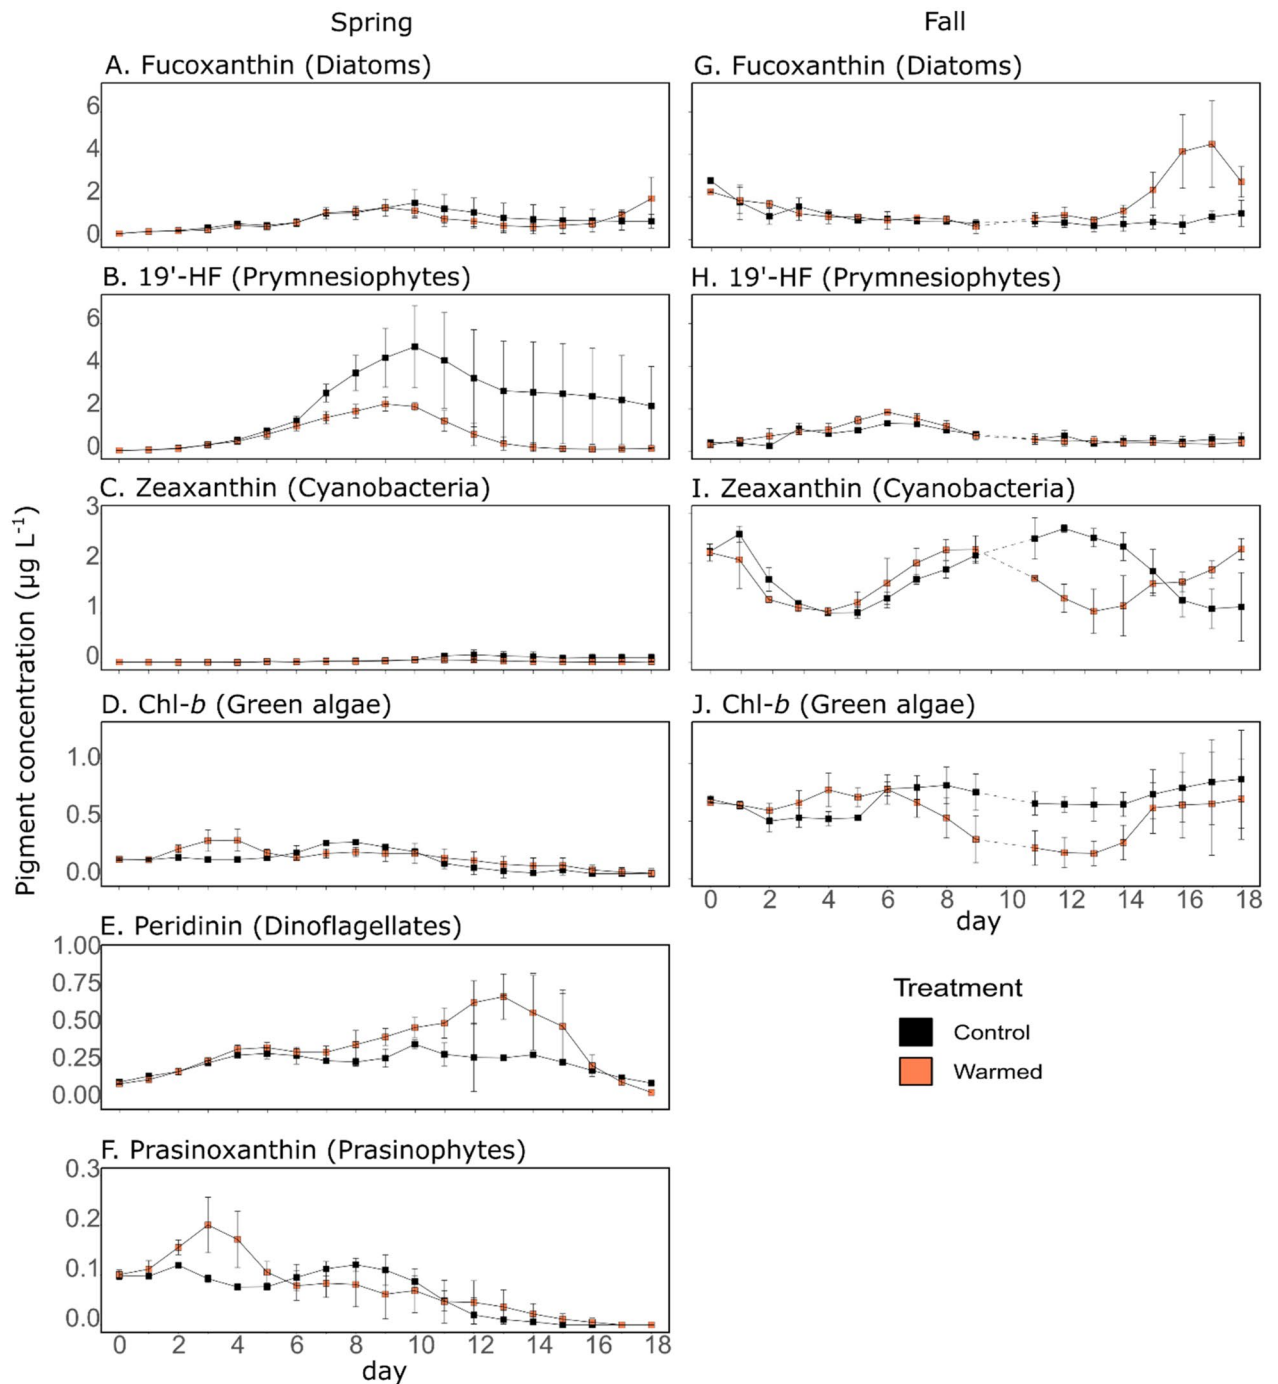 Spring
Fall
Pigment concentration (µg L-1)
A. Fucoxanthin (Diatoms)
6
4
2
0
B. 19'-HF (Prymnesiophytes)
6
4
2
0
C. Zeaxanthin (Cyanobacteria)
3
2
1
0
D. Chl-b (Green algae)
1.0
0.5
0.0
E. Peridinin (Dinoflagellates)
1.00
0.75
0.50
0.25
0.00
F. Prasinoxanthin (Prasinophytes)
0.3
0.2
0.1
0.0
0 2 4 6 8 10 12 14 16 18
day
G. Fucoxanthin (Diatoms)
H. 19'-HF (Prymnesiophytes)
I. Zeaxanthin (Cyanobacteria)
J. Chl-b (Green algae)
0 2 4 6 8 10 12 14 16 18
day
Treatment
Control
Warmed